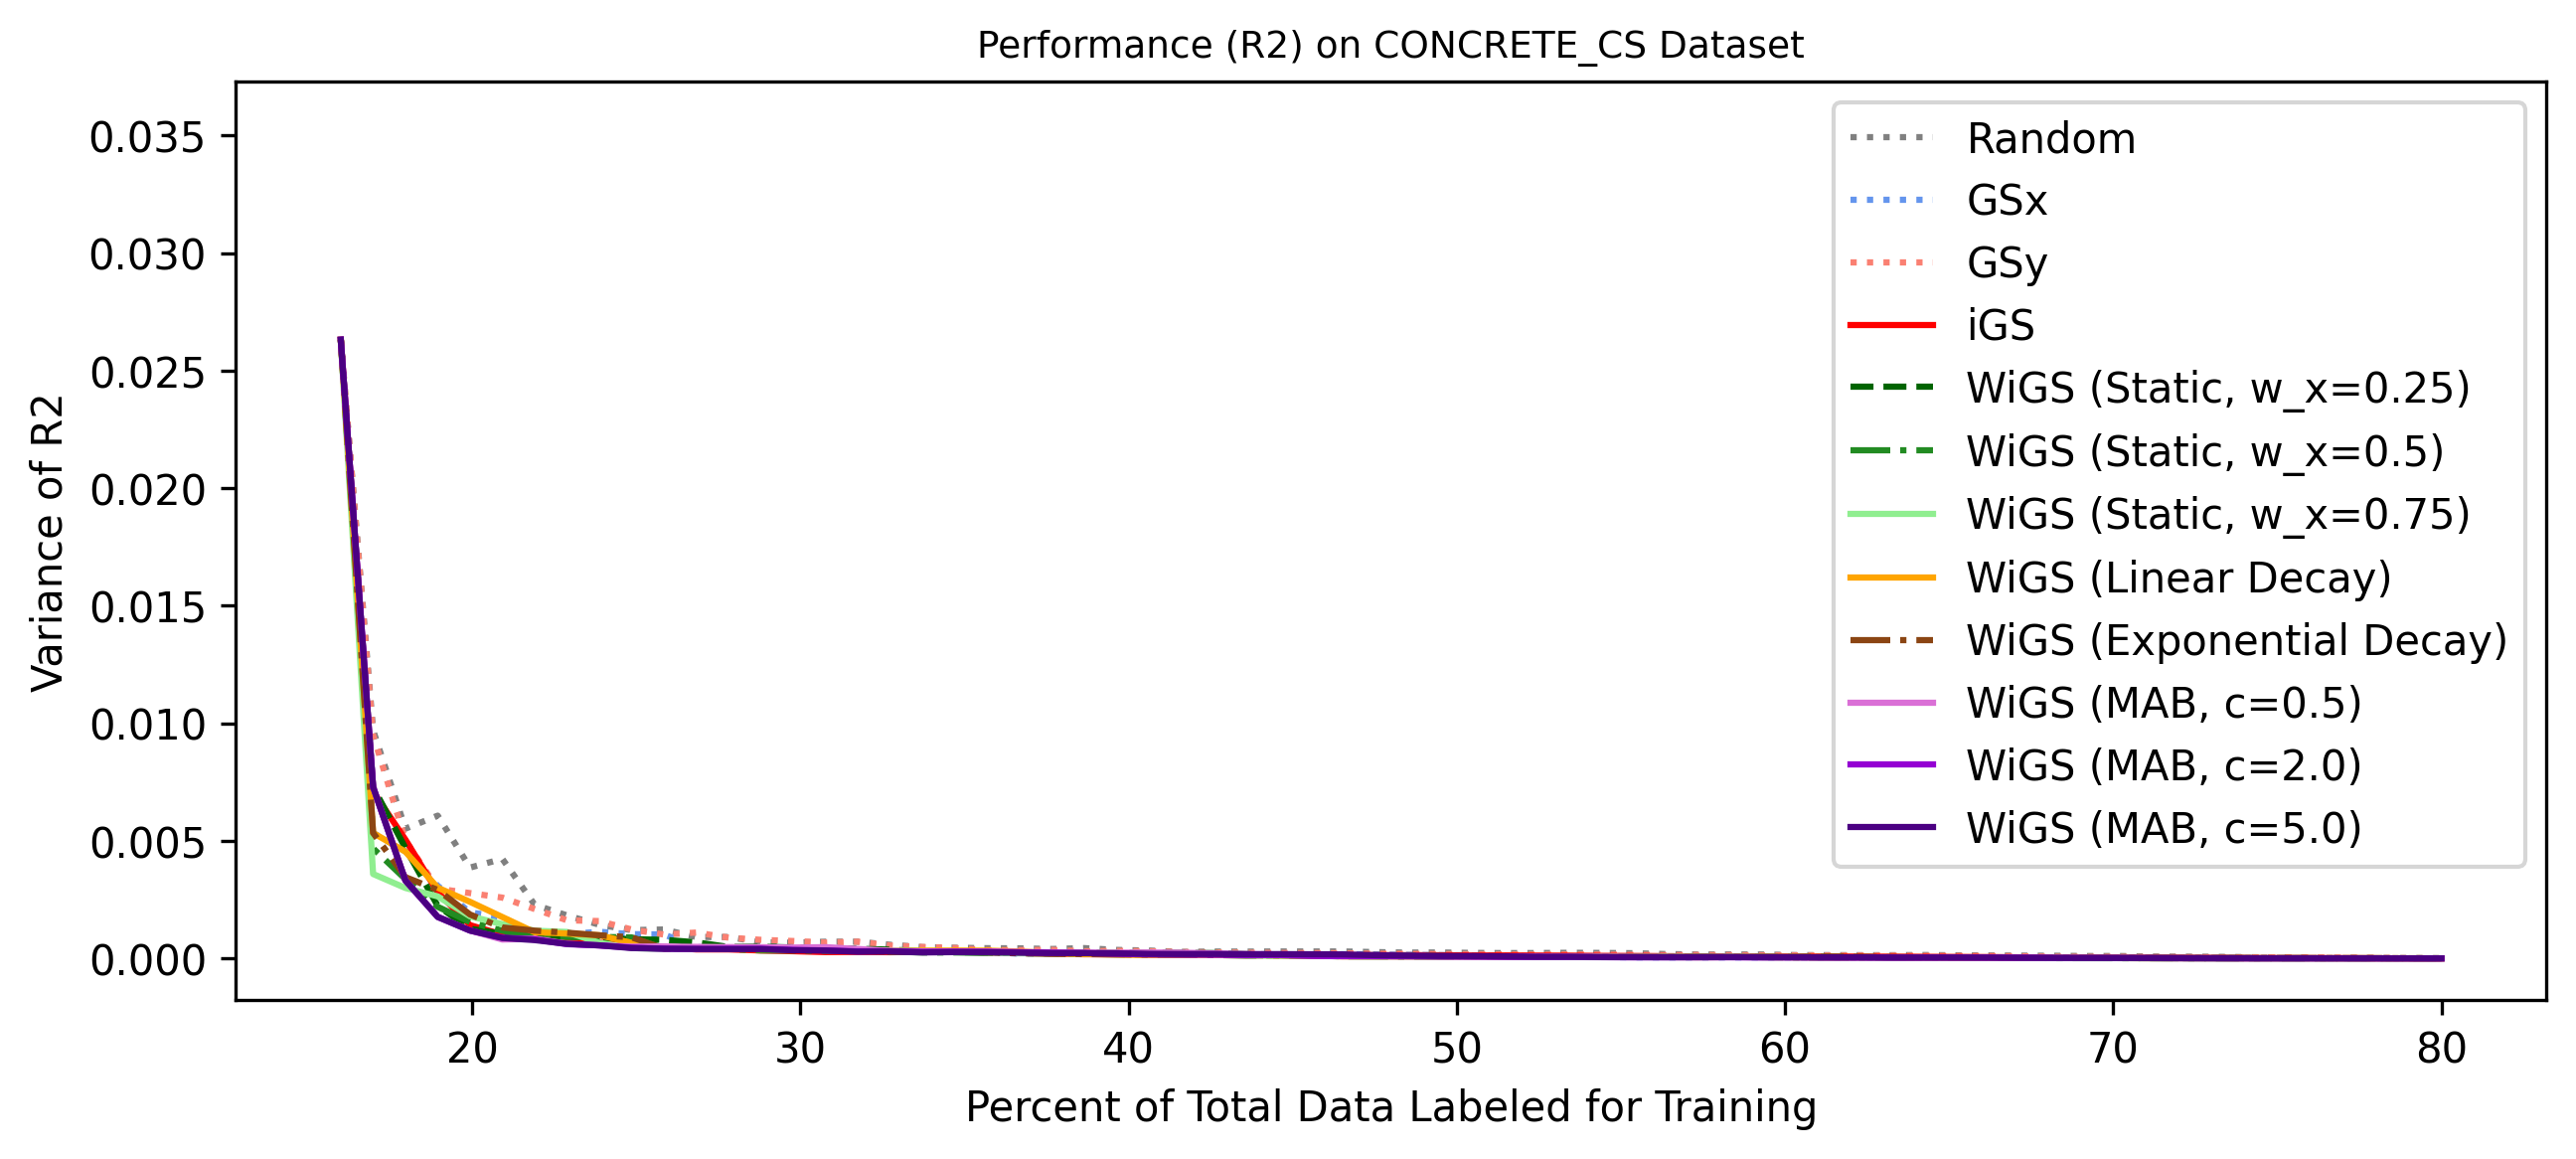 Performance (R2) on CONCRETE_CS Dataset
Variance of R2
0.035
0.030
0.025
0.020
0.015
0.010
0.005
0.000
Random
GSx
GSy
iGS
WiGS (Static, w_x=0.25)
WiGS (Static, w_x=0.5)
WiGS (Static, w_x=0.75)
WiGS (Linear Decay)
WiGS (Exponential Decay)
WiGS (MAB, c=0.5)
WiGS (MAB, c=2.0)
WiGS (MAB, c=5.0)
20 30 40 50 60 70 80
Percent of Total Data Labeled for Training